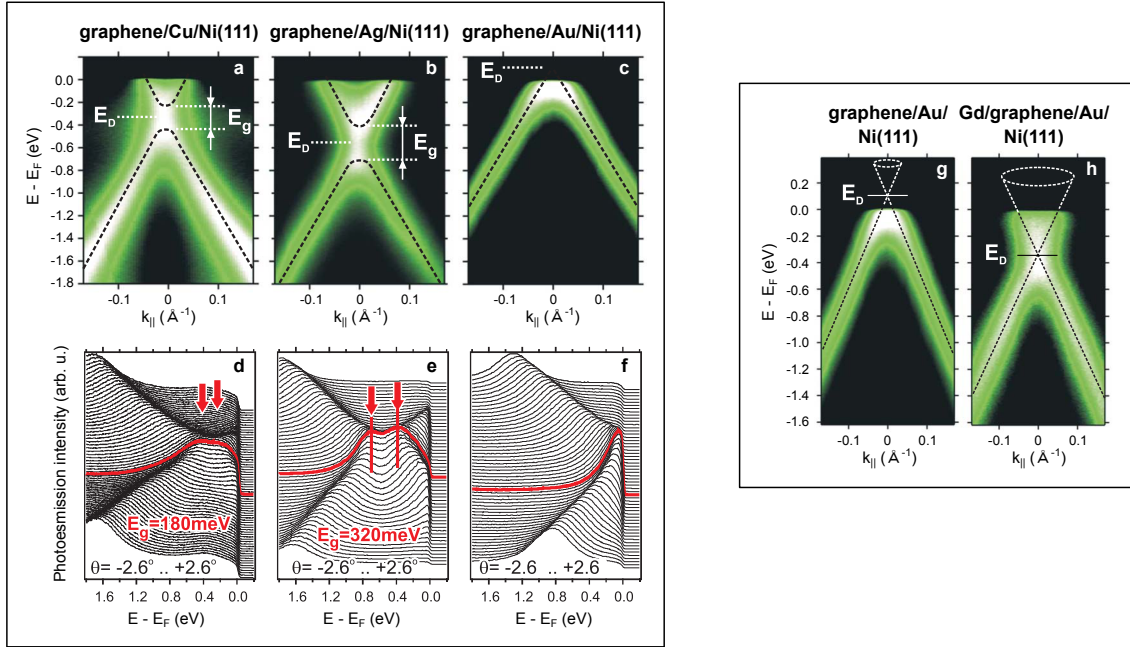 graphene/Cu/Ni(111) graphene/Ag/Ni(111) graphene/Au/Ni(111)
a b c
E_D E_g
E_D E_g
E_D
0.0
-0.2
-0.4
-0.6
-0.8
-1.0
-1.2
-1.4
-1.6
-1.8
E - E_F (eV)
-0.1 0 0.1 -0.1 0 0.1 -0.1 0 0.1
k_|| ( Å⁻¹) k_|| ( Å⁻¹) k_|| ( Å⁻¹)
d e f
Photoesmission intensity (arb. u.)
E_g=180meV E_g=320meV
θ= -2.6° .. +2.6° θ= -2.6° .. +2.6° θ= -2.6 .. +2.6
1.6 1.2 0.8 0.4 0.0 1.6 1.2 0.8 0.4 0.0 1.6 1.2 0.8 0.4 0.0
E - E_F (eV) E - E_F (eV) E - E_F (eV)
graphene/Au/ Gd/graphene/Au/
Ni(111) Ni(111)
g h
E_D
E_D
0.2
0.0
-0.2
-0.4
-0.6
-0.8
-1.0
-1.2
-1.4
-1.6
E - E_F (eV)
-0.1 0 0.1 -0.1 0 0.1
k_|| ( Å⁻¹) k_|| ( Å⁻¹)